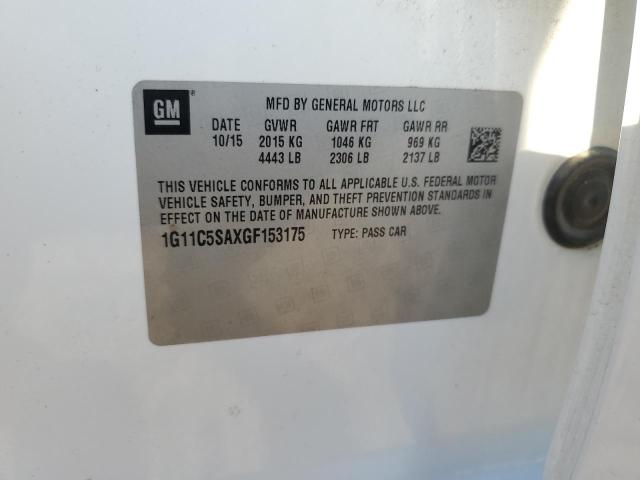 GM
MFD BY GENERAL MOTORS LLC
DATE GVWR GAWR FRT GAWR RR
10/15 2015 KG 1046 KG 969 KG
4443 LB 2306 LB 2137 LB
THIS VEHICLE CONFORMS TO ALL APPLICABLE U.S. FEDERAL MOTOR
VEHICLE SAFETY, BUMPER, AND THEFT PREVENTION STANDARDS IN
EFFECT ON THE DATE OF MANUFACTURE SHOWN ABOVE.
1G11C5SAXGF153175 TYPE: PASS CAR